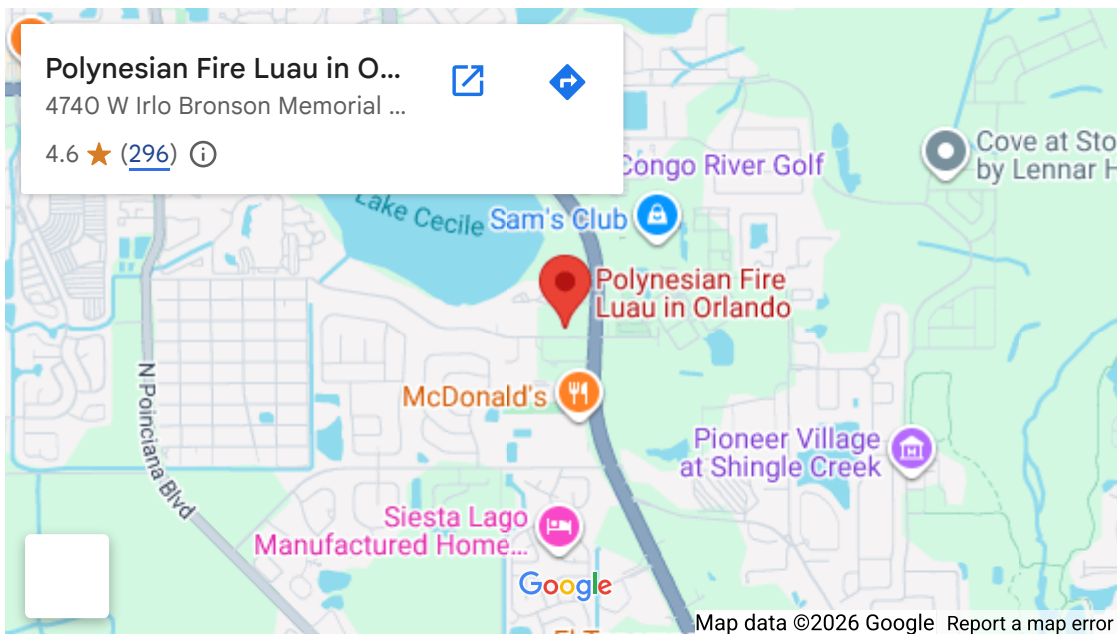 Polynesian Fire Luau in O...
4740 W Irlo Bronson Memorial ...
4.6 ★ (296)
Congo River Golf
Cove at Sto
by Lennar H
Lake Cecile
Sam's Club
Polynesian Fire
Luau in Orlando
McDonald's
N Poinciana Blvd
Pioneer Village
at Shingle Creek
Siesta Lago
Manufactured Home...
Google
Map data ©2026 Google
Report a map error